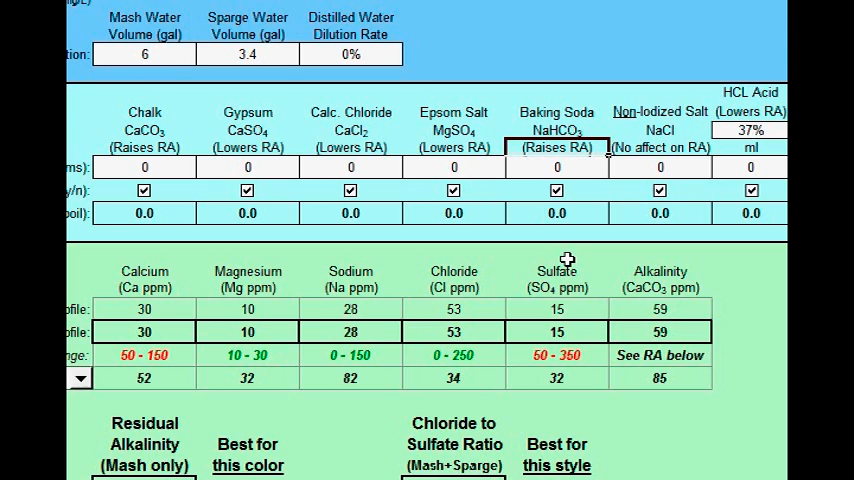 Mash Water Sparge Water Distilled Water
Volume (gal) Volume (gal) Dilution Rate
tion: 6 3.4 0%
HCL Acid
Chalk Gypsum Calc. Chloride Epsom Salt Baking Soda Non-Iodized Salt (Lowers RA)
CaCO3 CaSO4 CaCl2 MgSO4 NaHCO3 NaCl 37%
(Raises RA) (Lowers RA) (Lowers RA) (Lowers RA) (Raises RA) (No affect on RA) ml
ms): 0 0 0 0 0 0 0
y/n):
boil): 0.0 0.0 0.0 0.0 0.0 0.0 0.0
Calcium Magnesium Sodium Chloride Sulfate Alkalinity
(Ca ppm) (Mg ppm) (Na ppm) (Cl ppm) (SO4 ppm) (CaCO3 ppm)
ofile: 30 10 28 53 15 59
ofile: 30 10 28 53 15 59
nge: 50 - 150 10 - 30 0 - 150 0 - 250 50 - 350 See RA below
52 32 82 34 32 85
Residual Chloride to
Alkalinity Best for Sulfate Ratio Best for
(Mash only) this color (Mash+Sparge) this style